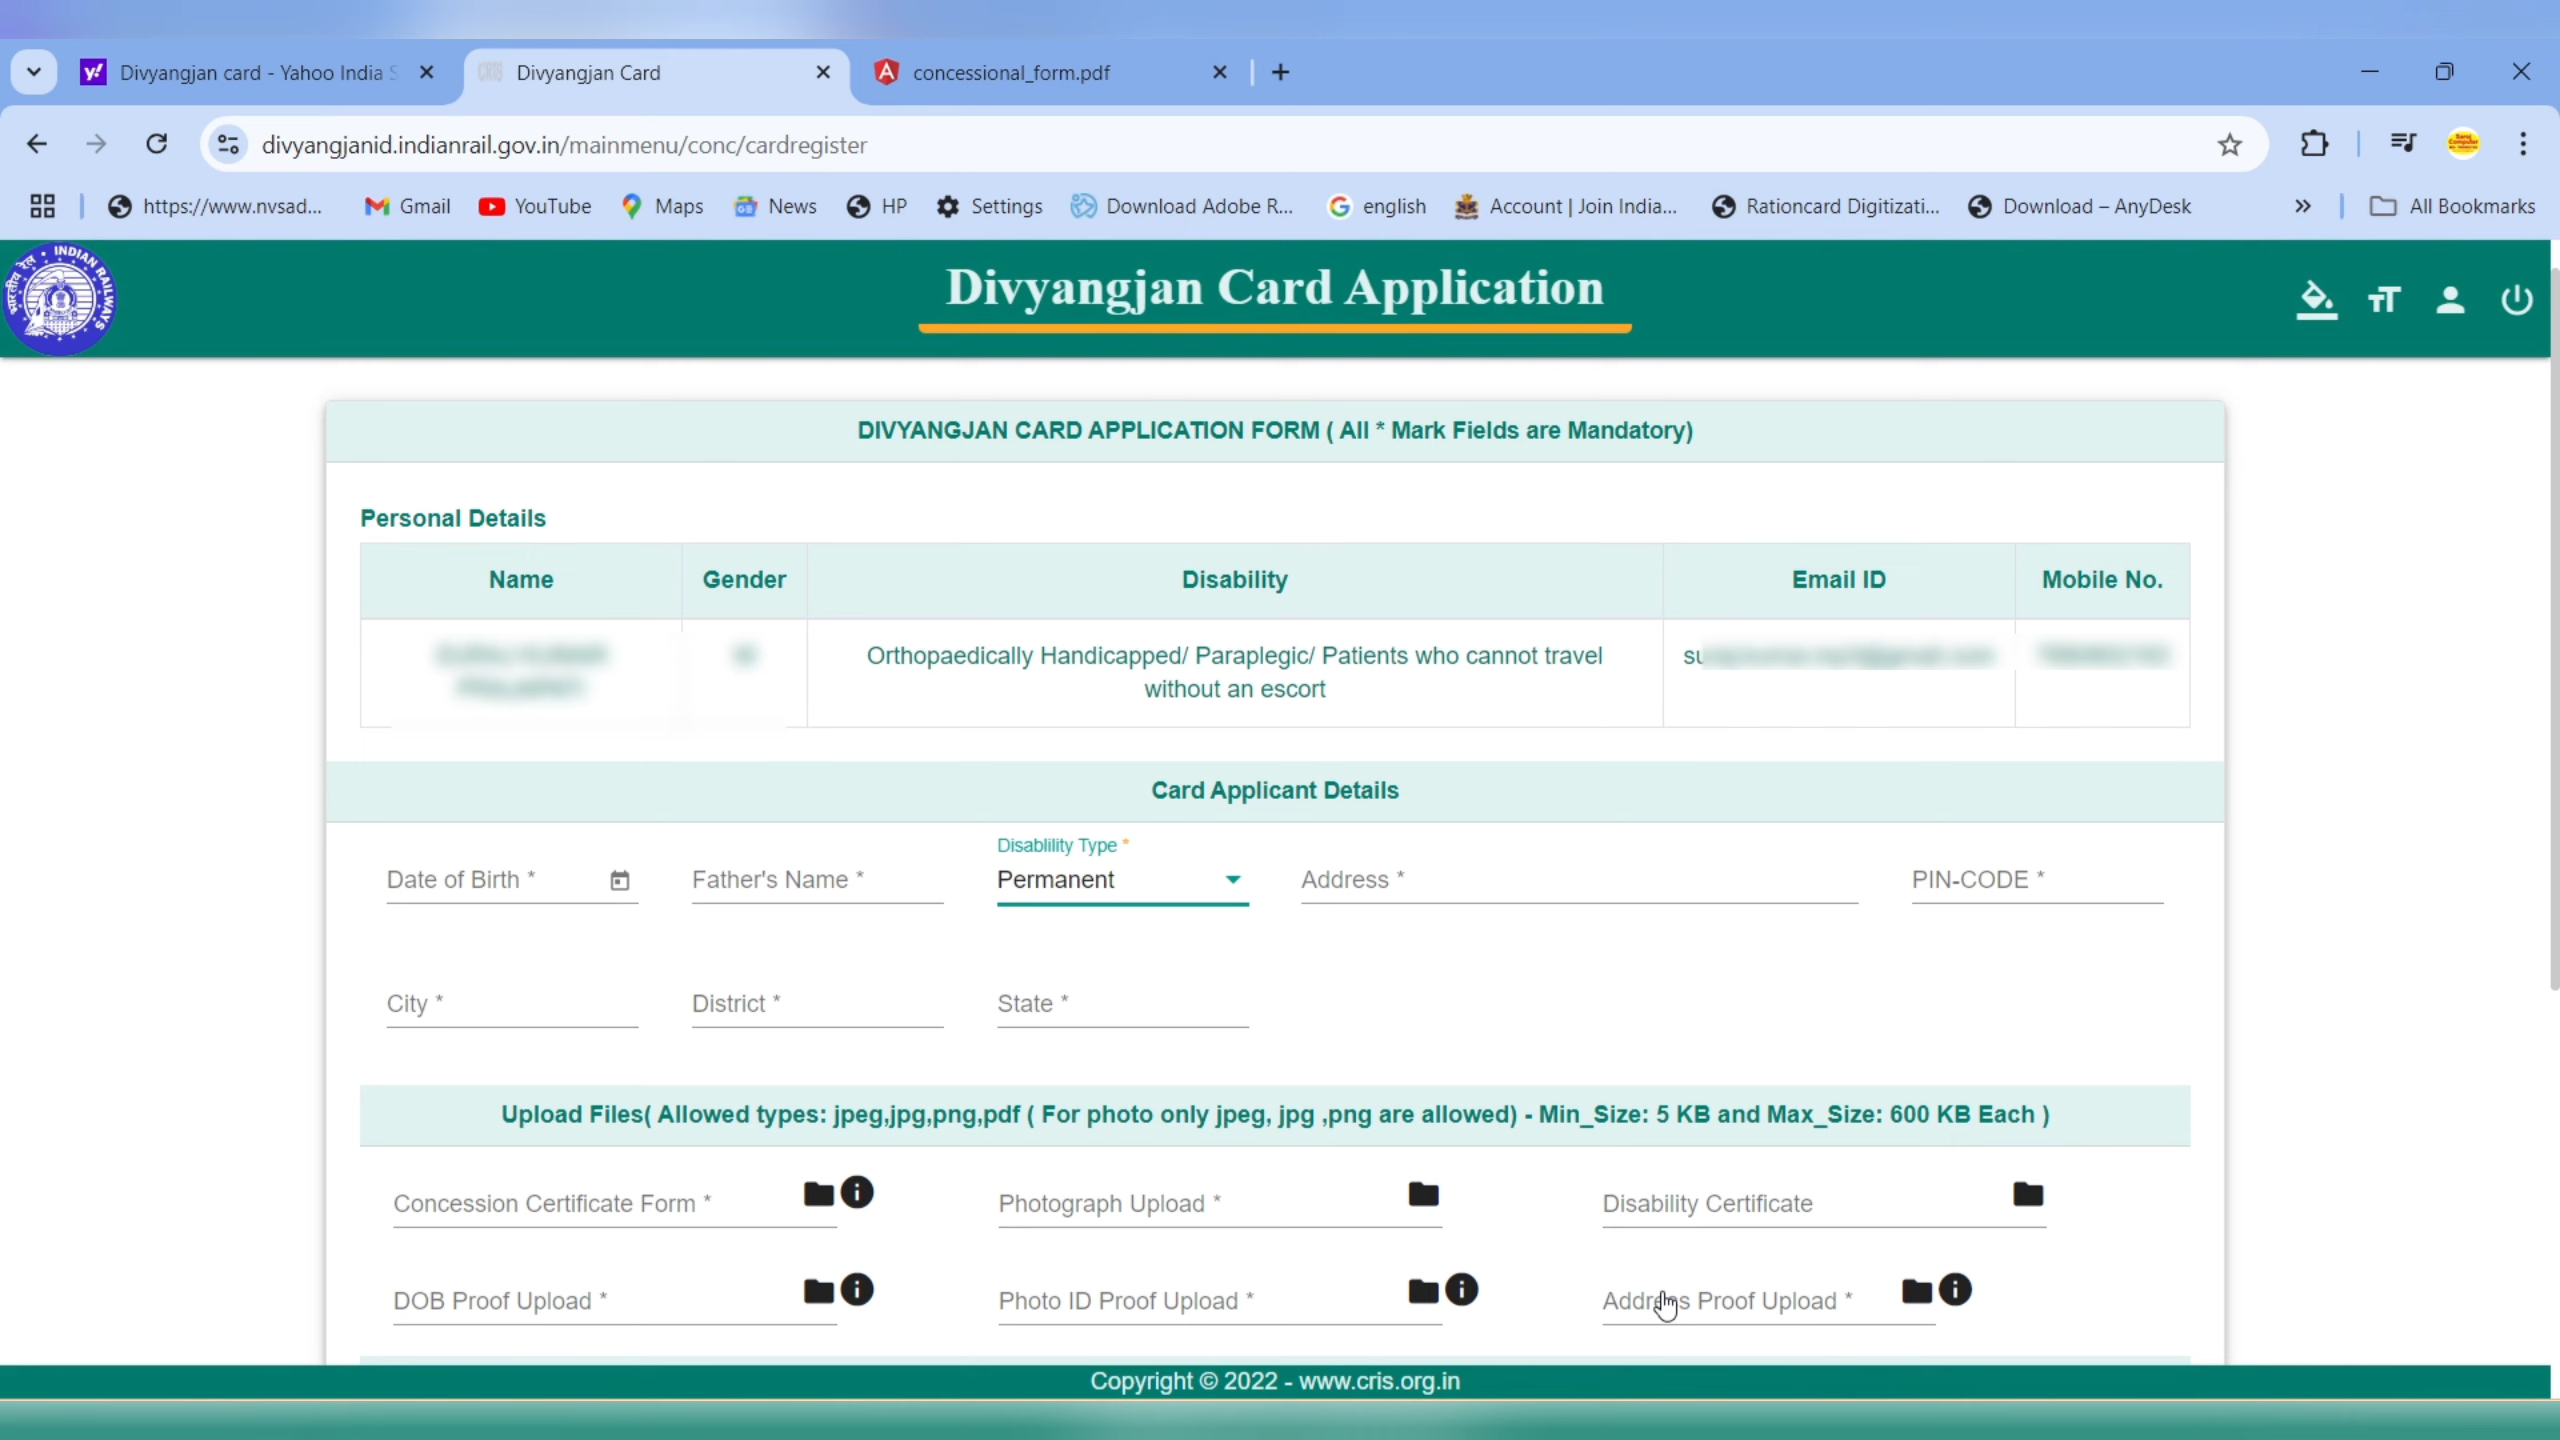 Divyangjan card - Yahoo India S
Divyangjan Card
concessional_form.pdf
divyangjanid.indianrail.gov.in/mainmenu/conc/cardregister
https://www.nvsad...
Gmail
YouTube
Maps
News
HP
Settings
Download Adobe R...
english
Account | Join India...
Rationcard Digitizati...
Download – AnyDesk
All Bookmarks
भारतीय रेल • INDIAN RAILWAYS
Divyangjan Card Application
DIVYANGJAN CARD APPLICATION FORM ( All * Mark Fields are Mandatory)
Personal Details
Name Gender Disability Email ID Mobile No.
Orthopaedically Handicapped/ Paraplegic/ Patients who cannot travel
without an escort
Card Applicant Details
Disablility Type *
Date of Birth * Father's Name * Permanent Address * PIN-CODE *
City * District * State *
Upload Files( Allowed types: jpeg,jpg,png,pdf ( For photo only jpeg, jpg ,png are allowed) - Min_Size: 5 KB and Max_Size: 600 KB Each )
Concession Certificate Form * Photograph Upload * Disability Certificate
DOB Proof Upload * Photo ID Proof Upload * Address Proof Upload *
Copyright © 2022 - www.cris.org.in